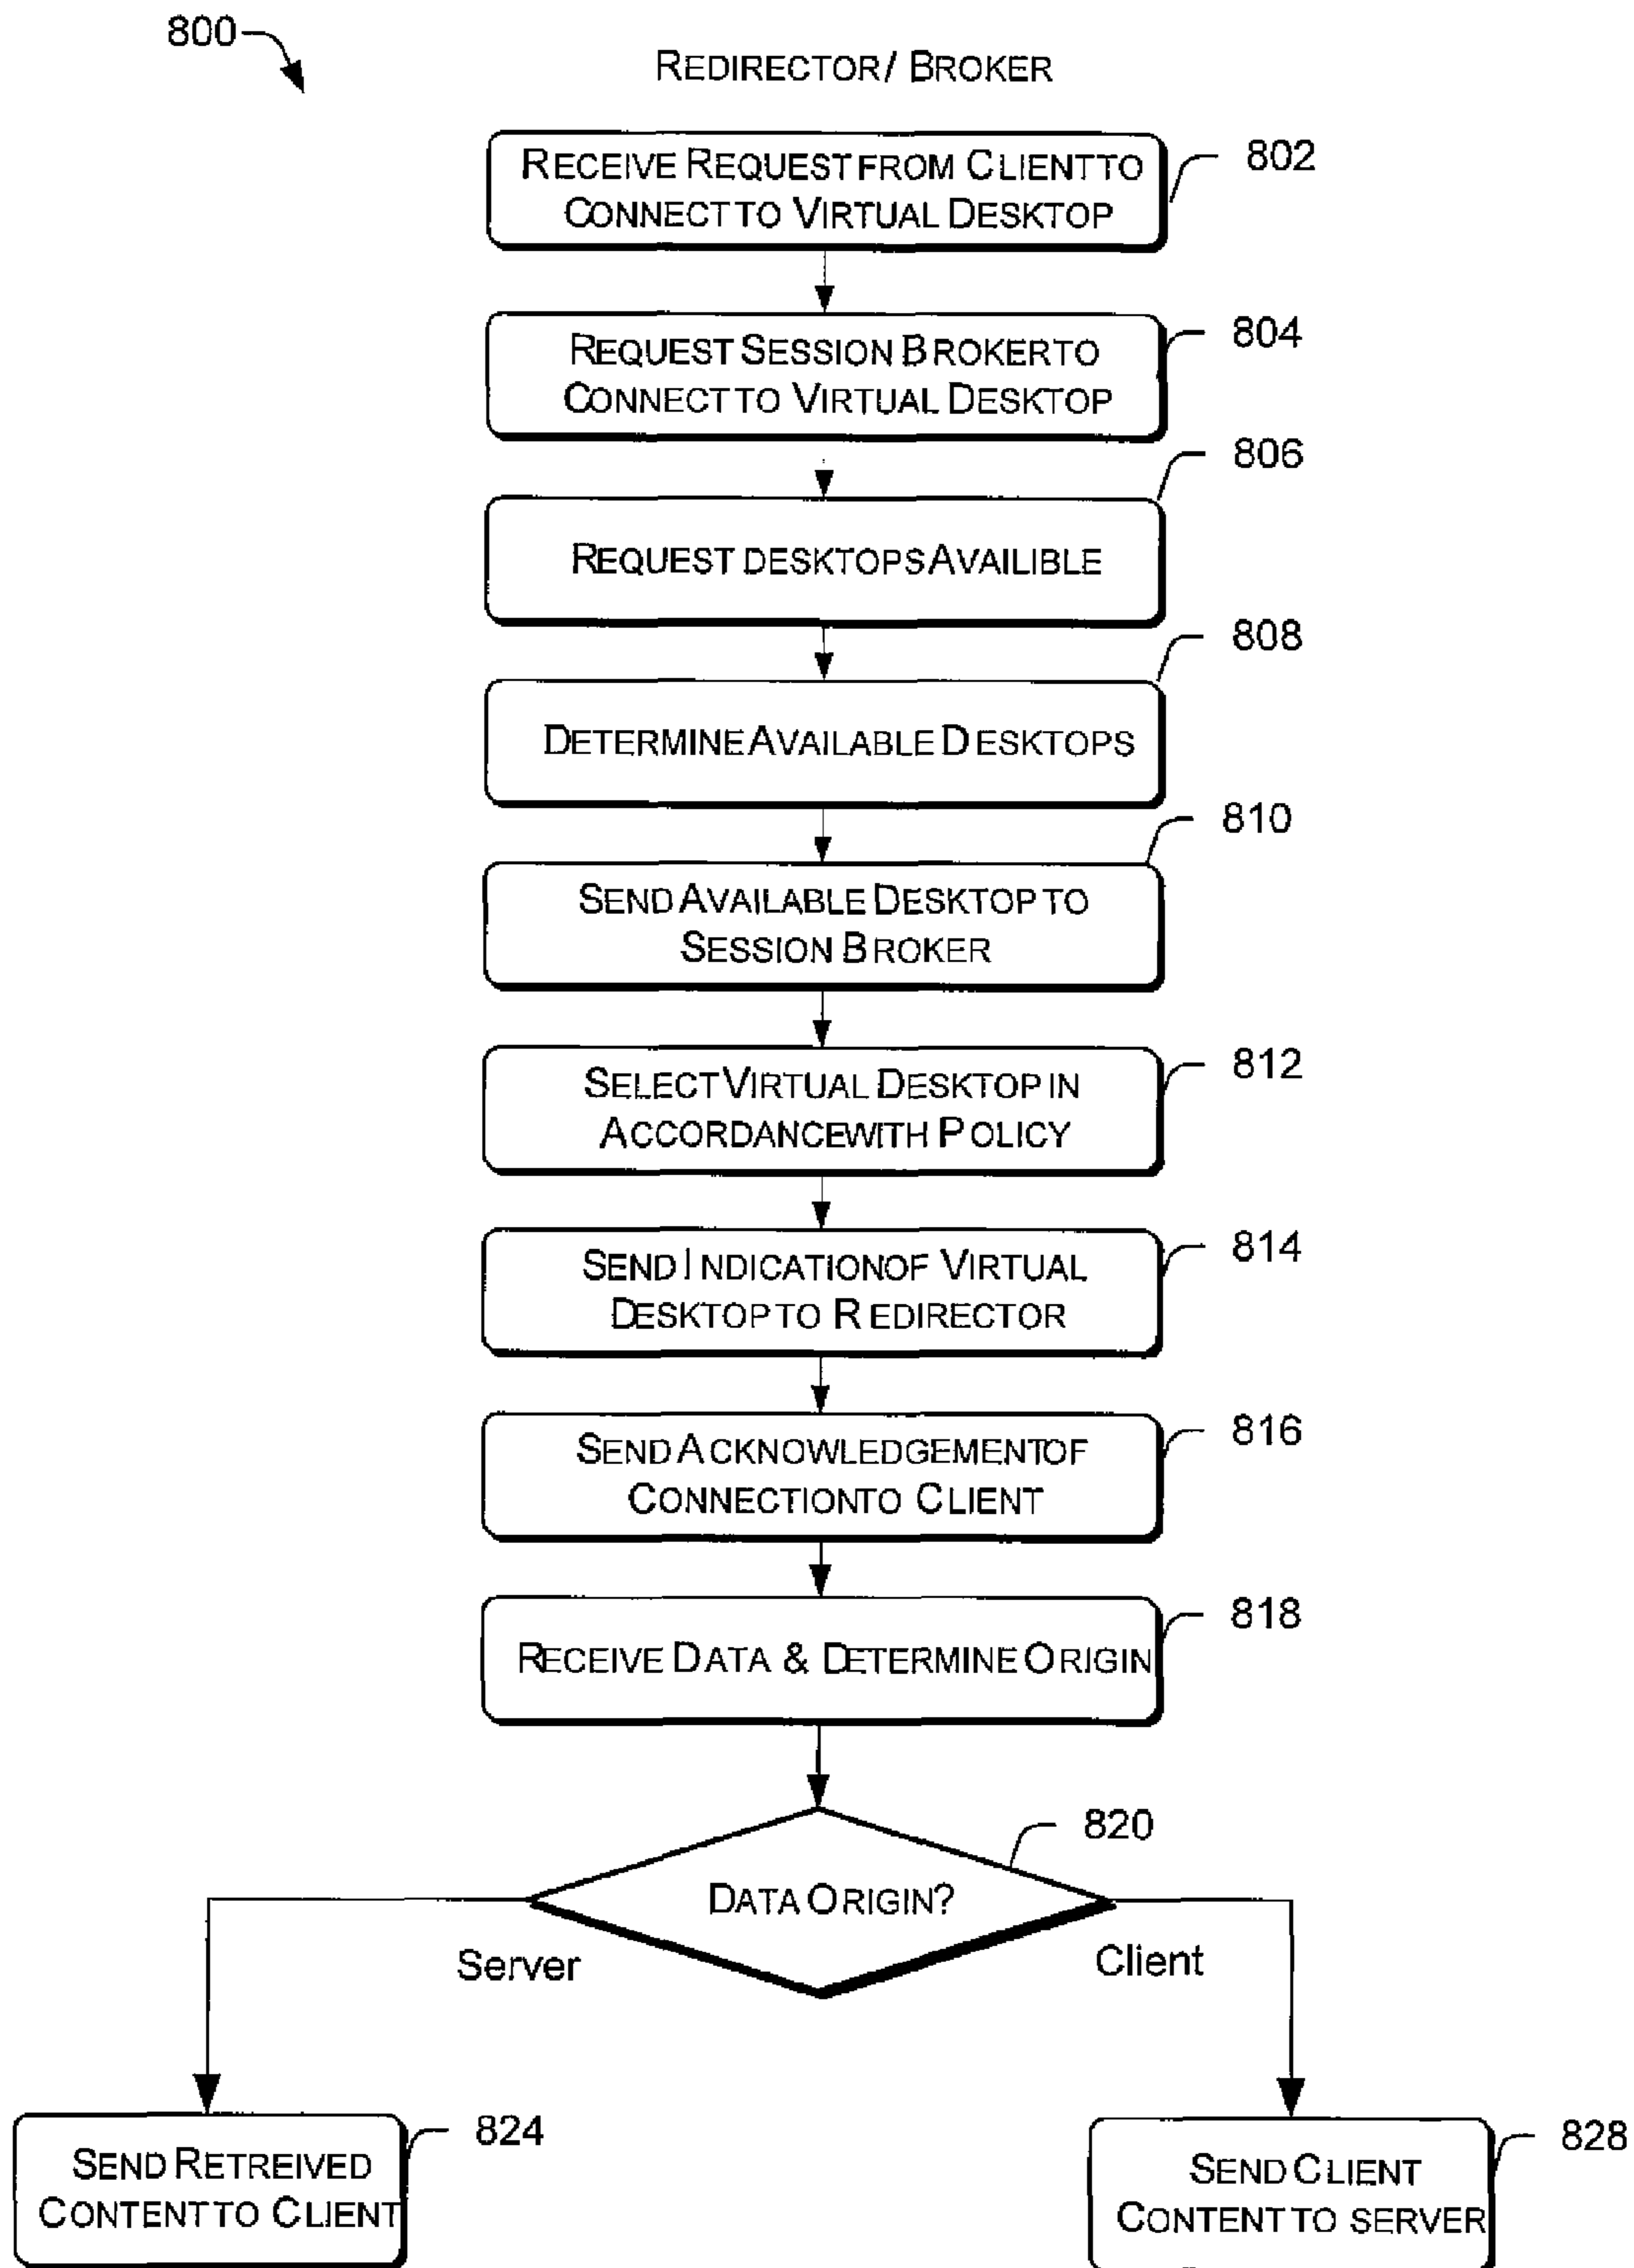 800
REDIRECTOR / BROKER
RECEIVE REQUEST FROM CLIENT TO
CONNECT TO VIRTUAL DESKTOP
802
REQUEST SESSION BROKER TO
CONNECT TO VIRTUAL DESKTOP
804
806
REQUEST DESKTOPS AVAILIBLE
808
DETERMINE AVAILABLE DESKTOPS
810
SEND AVAILABLE DESKTOP TO
SESSION BROKER
812
SELECT VIRTUAL DESKTOP IN
ACCORDANCE WITH POLICY
814
SEND INDICATION OF VIRTUAL
DESKTOP TO REDIRECTOR
816
SEND ACKNOWLEDGEMENT OF
CONNECTION TO CLIENT
818
RECEIVE DATA & DETERMINE ORIGIN
820
DATA ORIGIN?
Server
Client
824
SEND RETREIVED
CONTENT TO CLIENT
828
SEND CLIENT
CONTENT TO SERVER